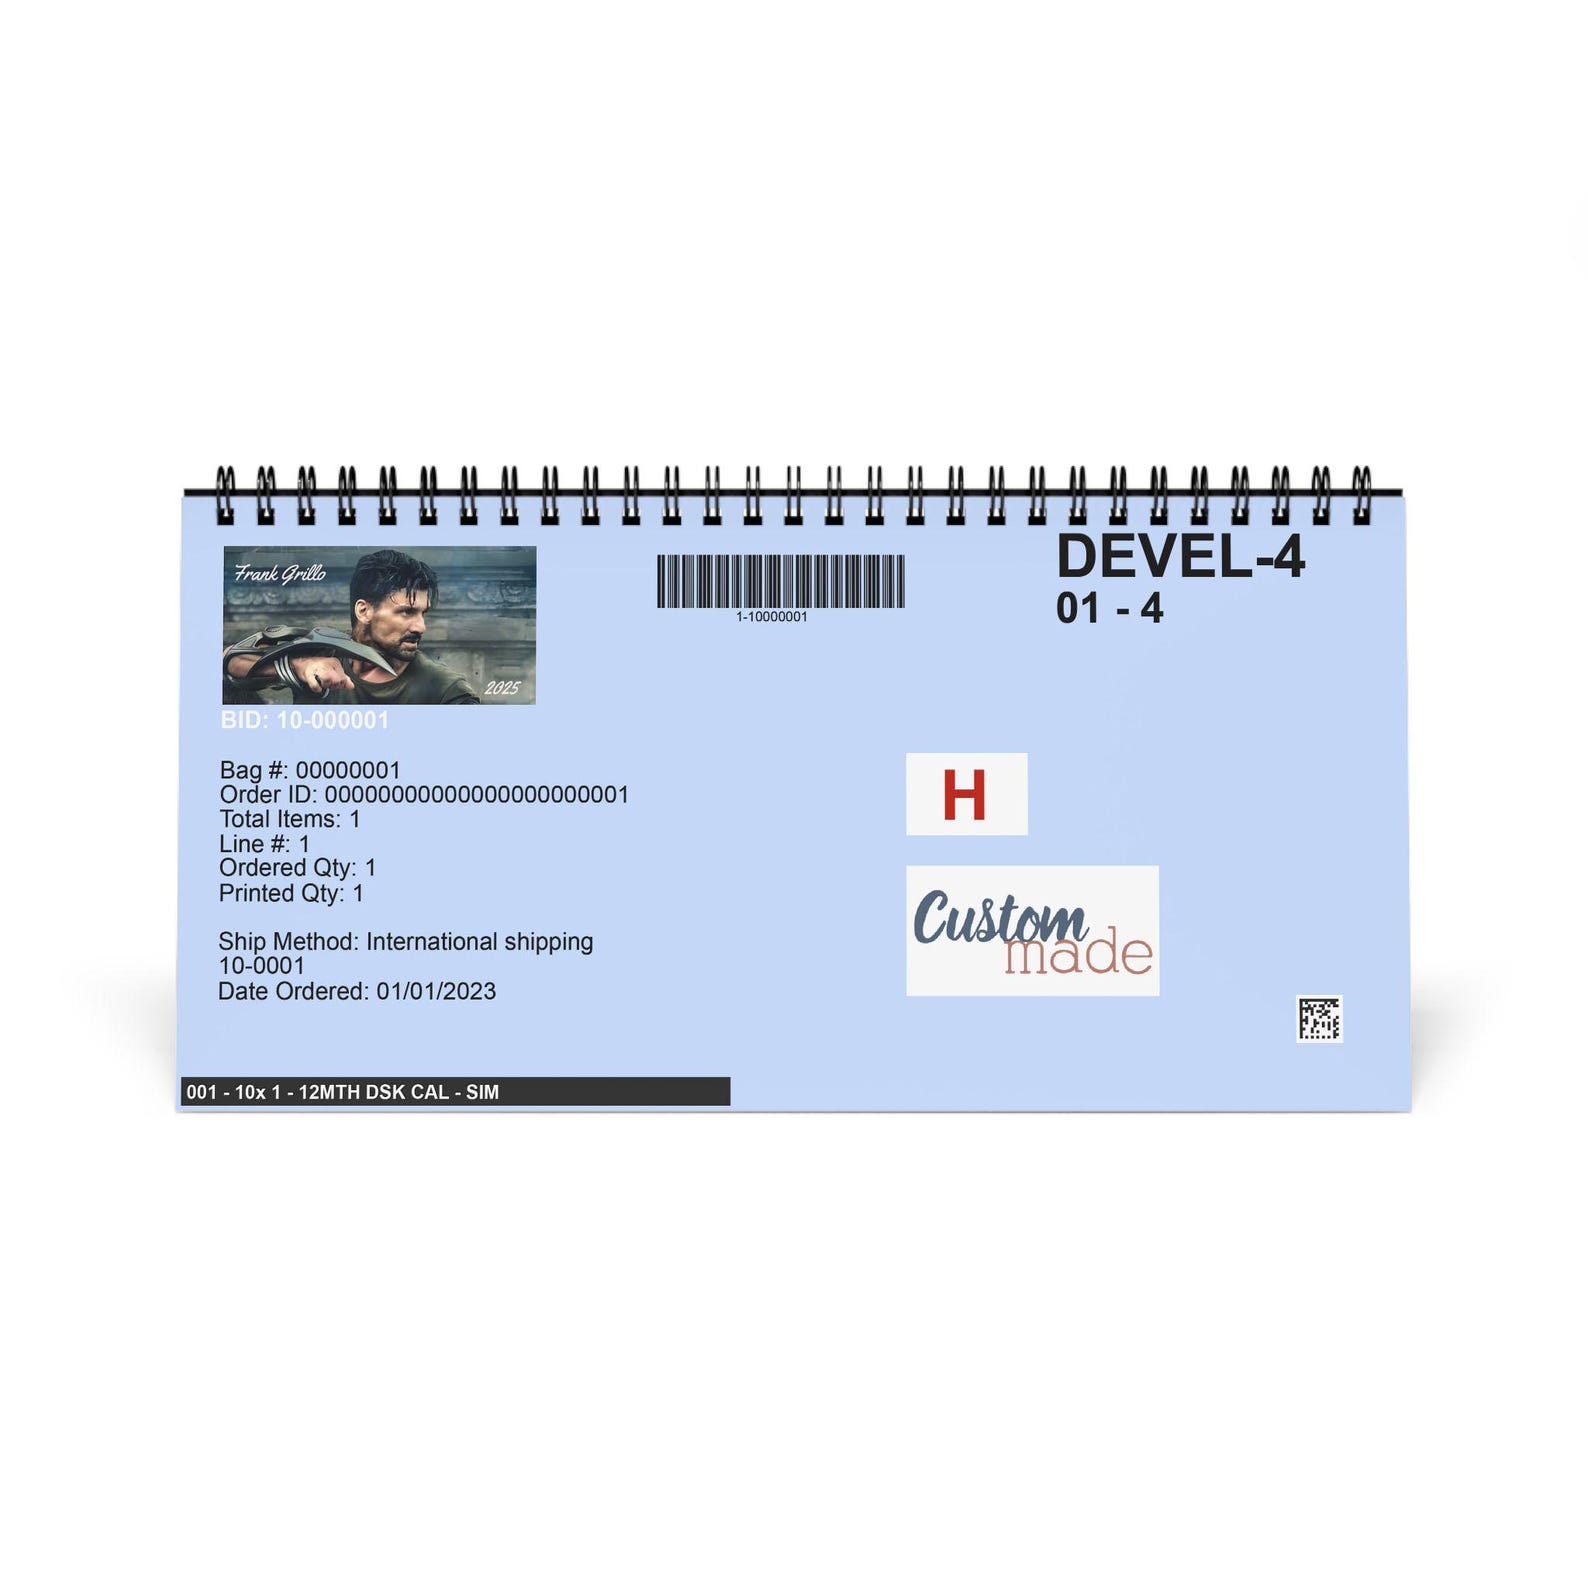 Frank Grillo
2025
BID: 10-000001
1-10000001
DEVEL-4
01 - 4
Bag #: 00000001
Order ID: 00000000000000000000001
Total Items: 1
Line #: 1
Ordered Qty: 1
Printed Qty: 1
Ship Method: International shipping
10-0001
Date Ordered: 01/01/2023
H
Custom
made
001 - 10x 1 - 12MTH DSK CAL - SIM